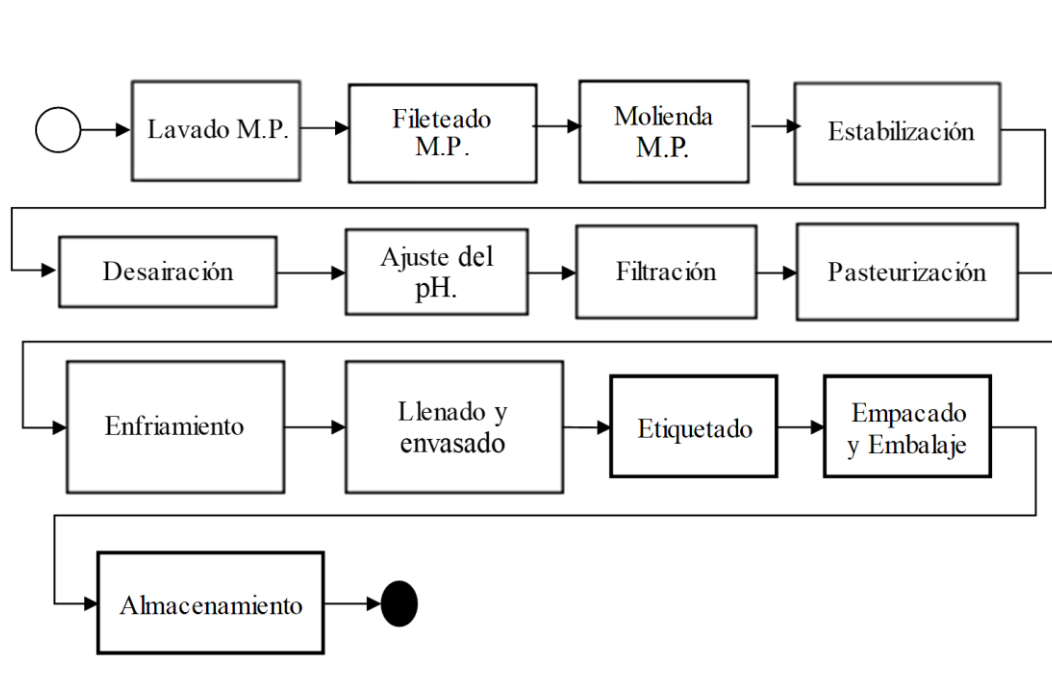 Lavado M.P.
Fileteado
M.P.
Molienda
M.P.
Estabilización
Desairación
Ajuste del
pH.
Filtración
Pasteurización
Enfriamiento
Llenado y
envasado
Etiquetado
Empacado
y Embalaje
Almacenamiento